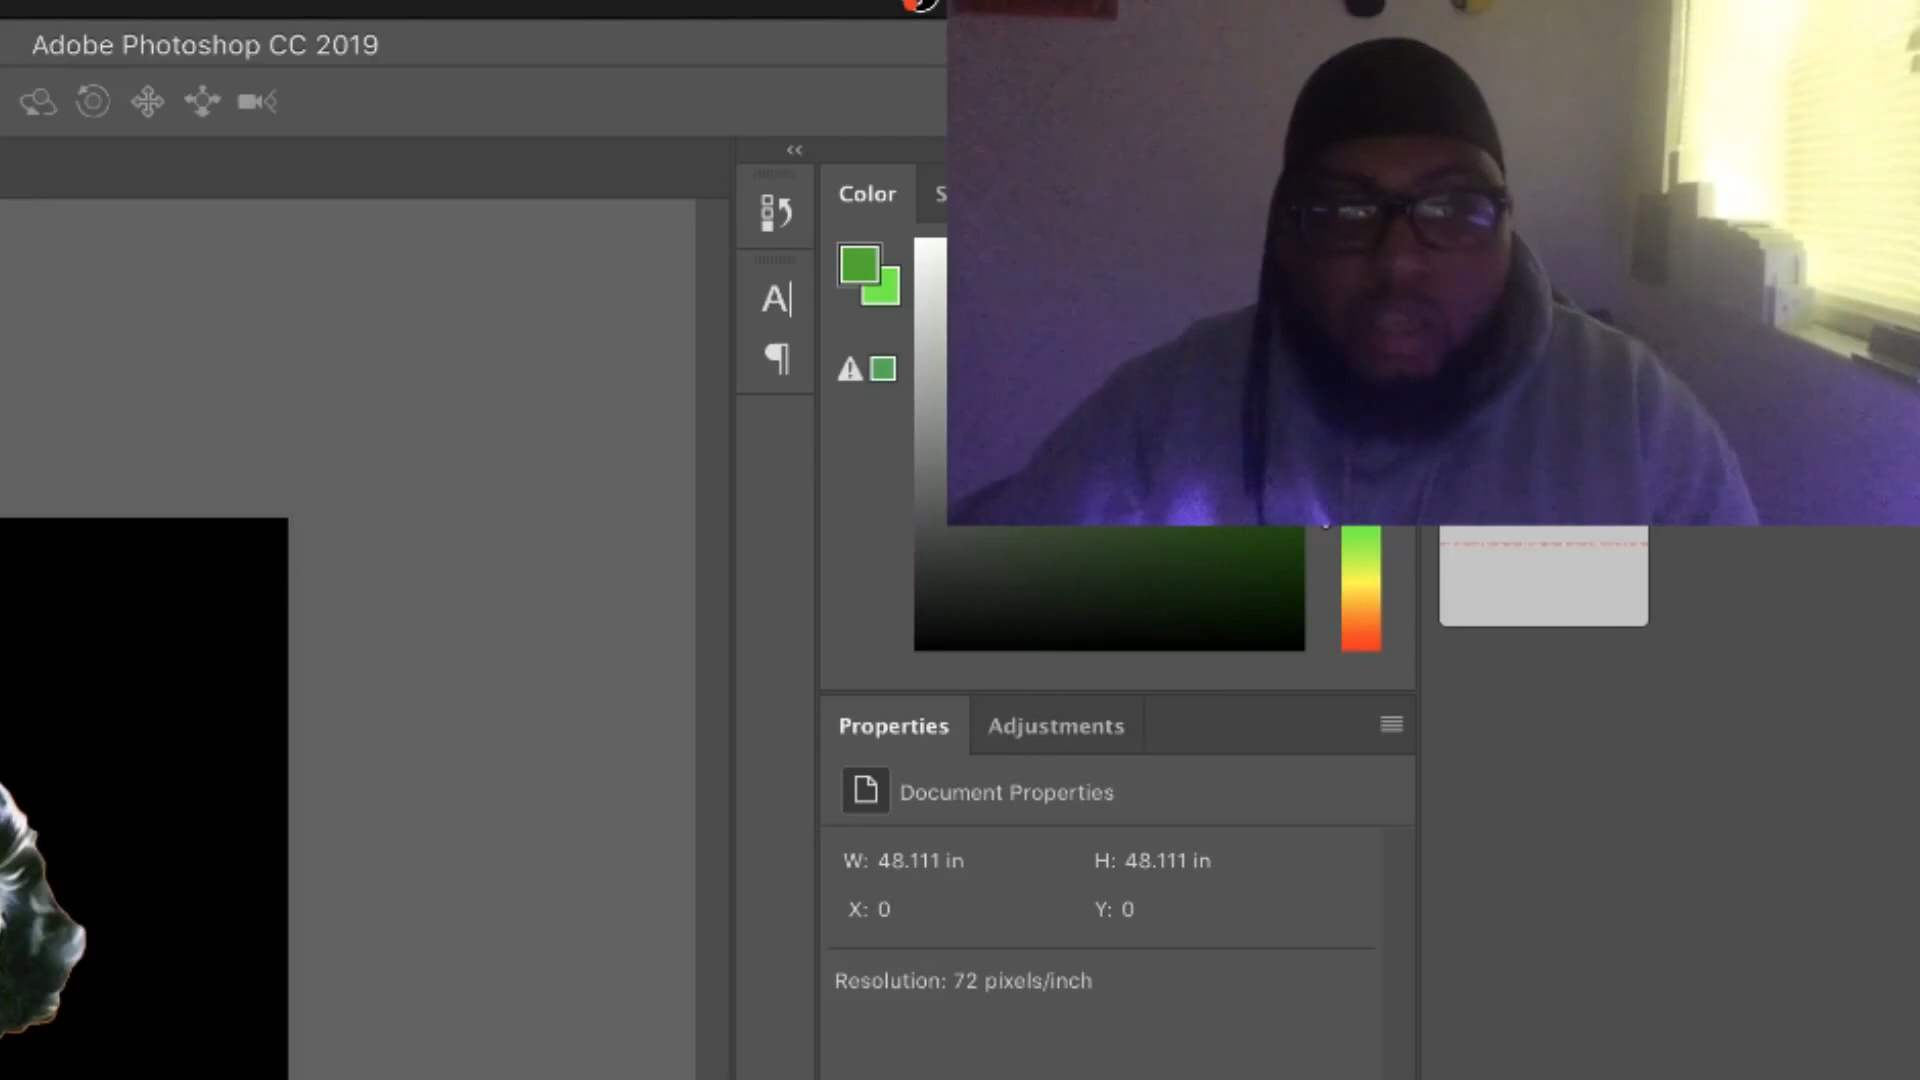 Adobe Photoshop CC 2019
Color S
A|
Properties Adjustments
Document Properties
W: 48.111 in H: 48.111 in
X: 0 Y: 0
Resolution: 72 pixels/inch